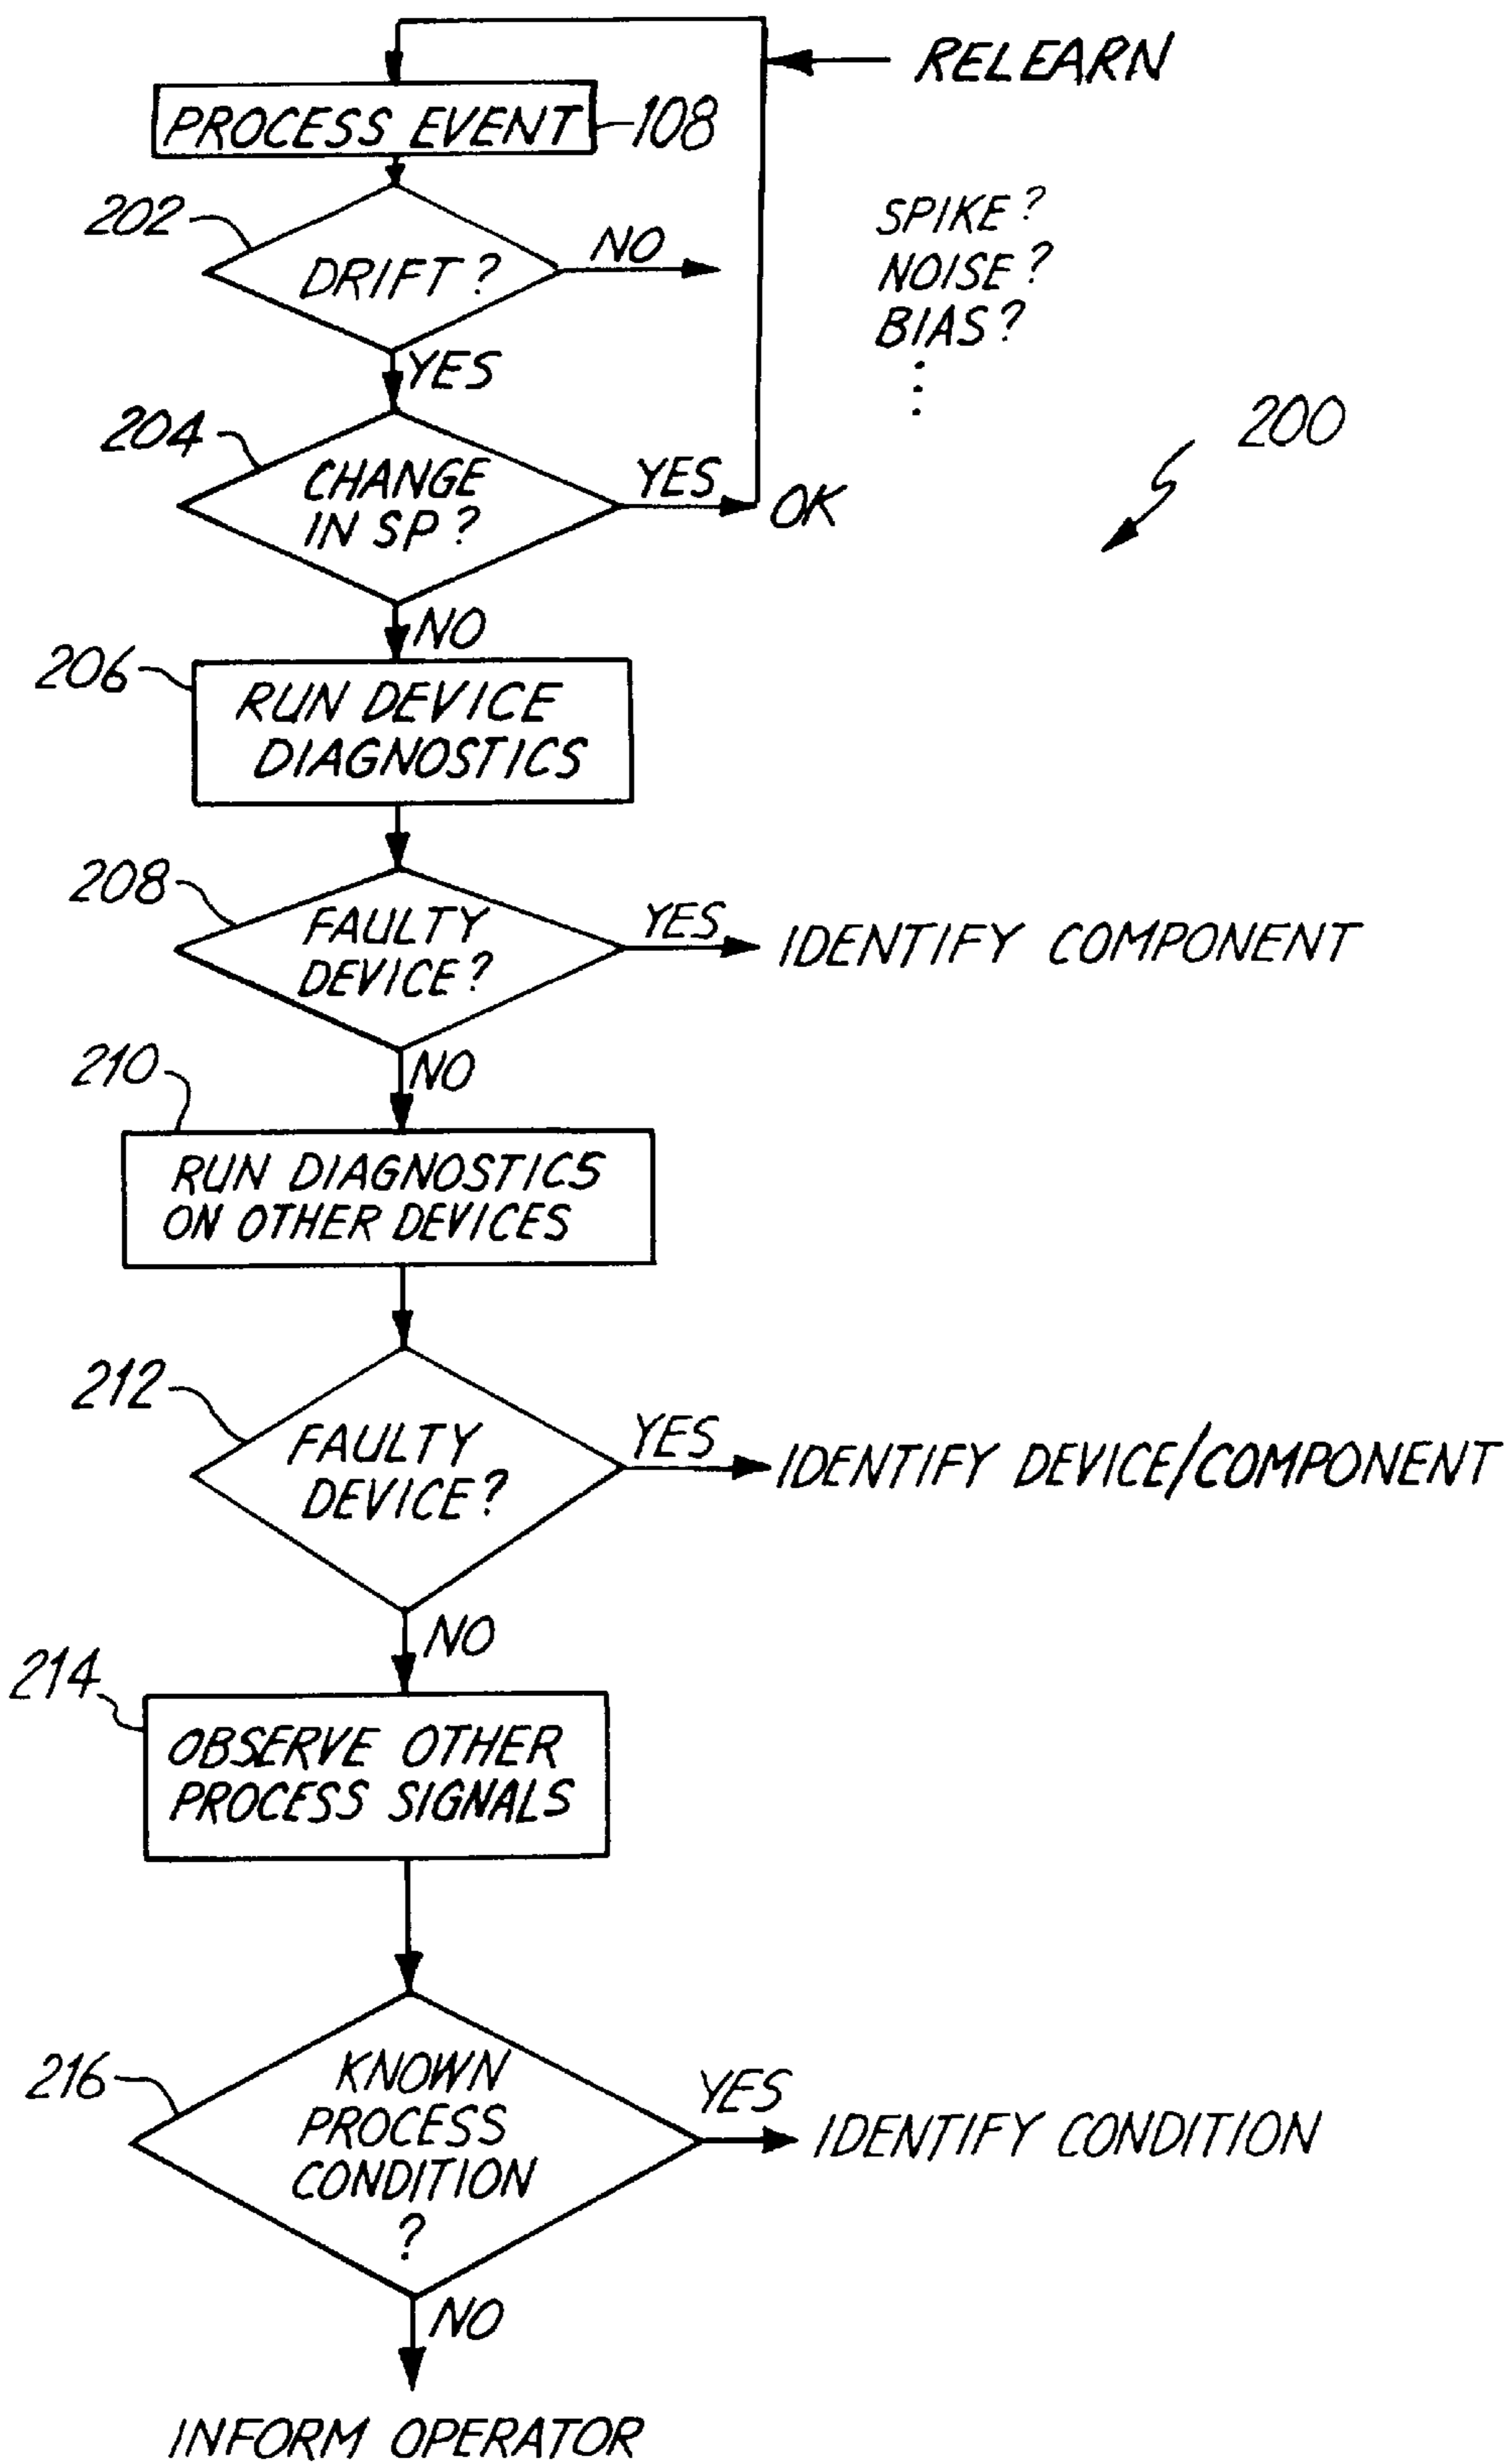 RELEARN
PROCESS EVENT
108
202
DRIFT?
NO
SPIKE?
NOISE?
BIAS?
YES
204
CHANGE
IN SP?
YES
OK
200
NO
206
RUN DEVICE
DIAGNOSTICS
208
FAULTY
DEVICE?
YES
IDENTIFY COMPONENT
NO
210
RUN DIAGNOSTICS
ON OTHER DEVICES
212
FAULTY
DEVICE?
YES
IDENTIFY DEVICE/COMPONENT
NO
214
OBSERVE OTHER
PROCESS SIGNALS
216
KNOWN
PROCESS
CONDITION
?
YES
IDENTIFY CONDITION
NO
INFORM OPERATOR